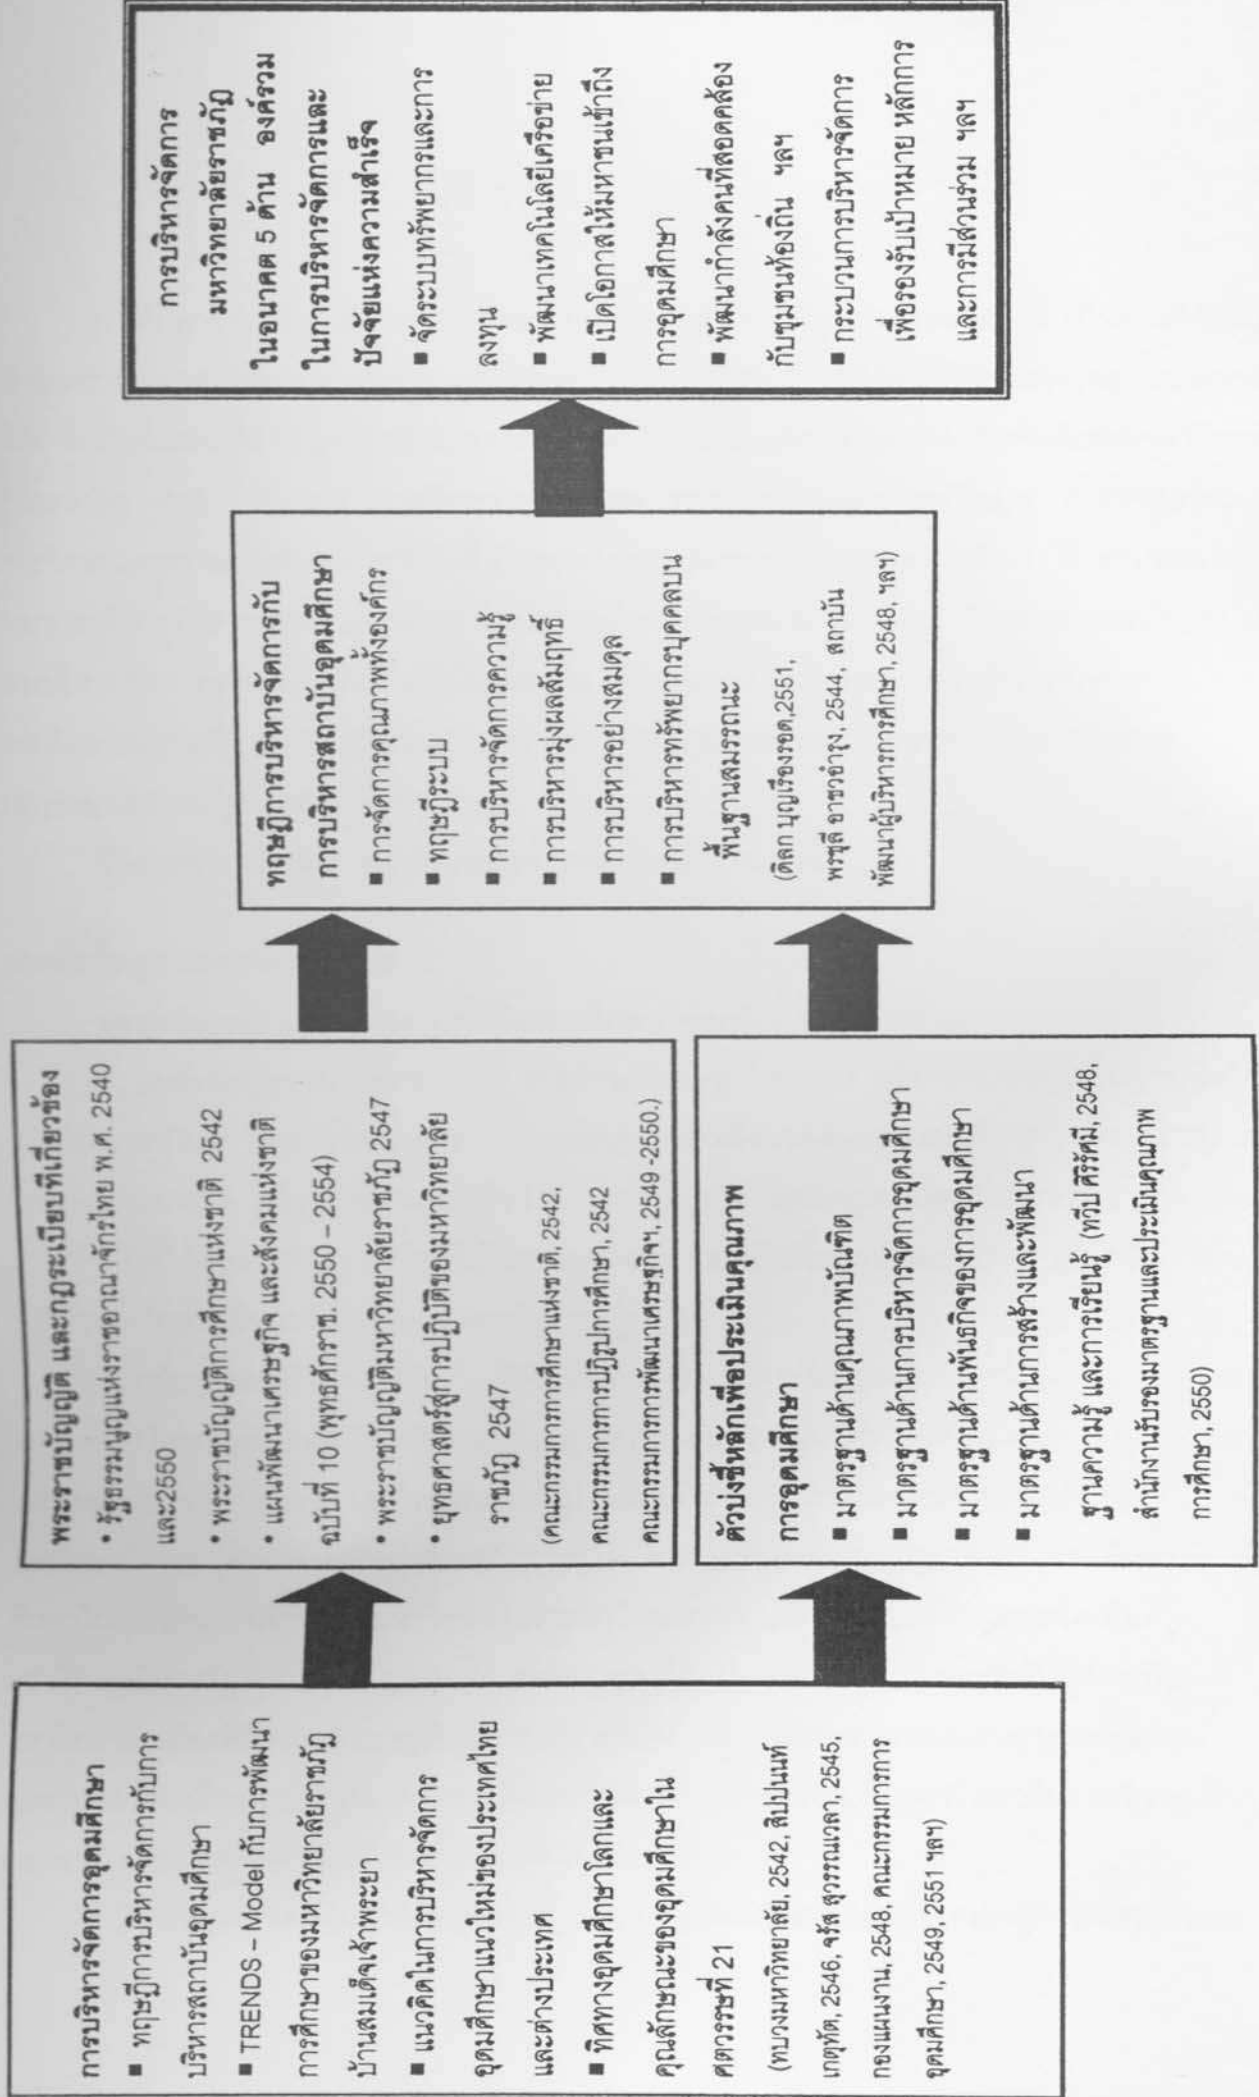 การบริหารจัดการอุดมศึกษา
■ ทฤษฎีการบริหารจัดการกับการ
บริหารสถาบันอุดมศึกษา
■ TRENDS – Model กับการพัฒนา
การศึกษาของมหาวิทยาลัยราชภัฏ
บ้านสมเด็จเจ้าพระยา
■ แนวคิดในการบริหารจัดการ
อุดมศึกษาแนวใหม่ของประเทศไทย
และต่างประเทศ
■ ทิศทางอุดมศึกษาโลกและ
คุณลักษณะของอุดมศึกษาใน
ศตวรรษที่ 21
(ทบวงมหาวิทยาลัย, 2542, สิปปนนท์
เกตุทัต, 2546, จรัส สุวรรณเวลา, 2545,
กองแผนงาน, 2548, คณะกรรมการการ
อุดมศึกษา, 2549, 2551 ฯลฯ)
พระราชบัญญัติ และกฎระเบียบที่เกี่ยวข้อง
• รัฐธรรมนูญแห่งราชอาณาจักรไทย พ.ศ. 2540
และ2550
• พระราชบัญญัติการศึกษาแห่งชาติ 2542
• แผนพัฒนาเศรษฐกิจ และสังคมแห่งชาติ
ฉบับที่ 10 (พุทธศักราช. 2550 – 2554)
• พระราชบัญญัติมหาวิทยาลัยราชภัฏ 2547
• ยุทธศาสตร์สู่การปฏิบัติของมหาวิทยาลัย
ราชภัฏ 2547
(คณะกรรมการการศึกษาแห่งชาติ, 2542,
คณะกรรมการการปฏิรูปการศึกษา, 2542
คณะกรรมการการพัฒนาเศรษฐกิจฯ, 2549 -2550.)
ตัวบ่งชี้หลักเพื่อประเมินคุณภาพ
การอุดมศึกษา
■ มาตรฐานด้านคุณภาพบัณฑิต
■ มาตรฐานด้านการบริหารจัดการอุดมศึกษา
■ มาตรฐานด้านพันธกิจของการอุดมศึกษา
■ มาตรฐานด้านการสร้างและพัฒนา
ฐานความรู้ และการเรียนรู้ (ทวีป ศิริรัศมี, 2548,
สำนักงานรับรองมาตรฐานและประเมินคุณภาพ
การศึกษา, 2550)
ทฤษฎีการบริหารจัดการกับ
การบริหารสถาบันอุดมศึกษา
■ การจัดการคุณภาพทั้งองค์กร
■ ทฤษฎีระบบ
■ การบริหารจัดการความรู้
■ การบริหารมุ่งผลสัมฤทธิ์
■ การบริหารอย่างสมดุล
■ การบริหารทรัพยากรบุคคลบน
พื้นฐานสมรรถนะ
(ดิลก บุญเรืองรอด,2551,
พรชุลี อาชวอำรุง, 2544, สถาบัน
พัฒนาผู้บริหารการศึกษา, 2548, ฯลฯ)
การบริหารจัดการ
มหาวิทยาลัยราชภัฏ
ในอนาคต 5 ด้าน องค์รวม
ในการบริหารจัดการและ
ปัจจัยแห่งความสำเร็จ
■ จัดระบบทรัพยากรและการ
ลงทุน
■ พัฒนาเทคโนโลยีเครือข่าย
■ เปิดโอกาสให้มหาชนเข้าถึง
การอุดมศึกษา
■ พัฒนากำลังคนที่สอดคล้อง
กับชุมชนท้องถิ่น ฯลฯ
■ กระบวนการบริหารจัดการ
เพื่อรองรับเป้าหมาย หลักการ
และการมีส่วนร่วม ฯลฯ